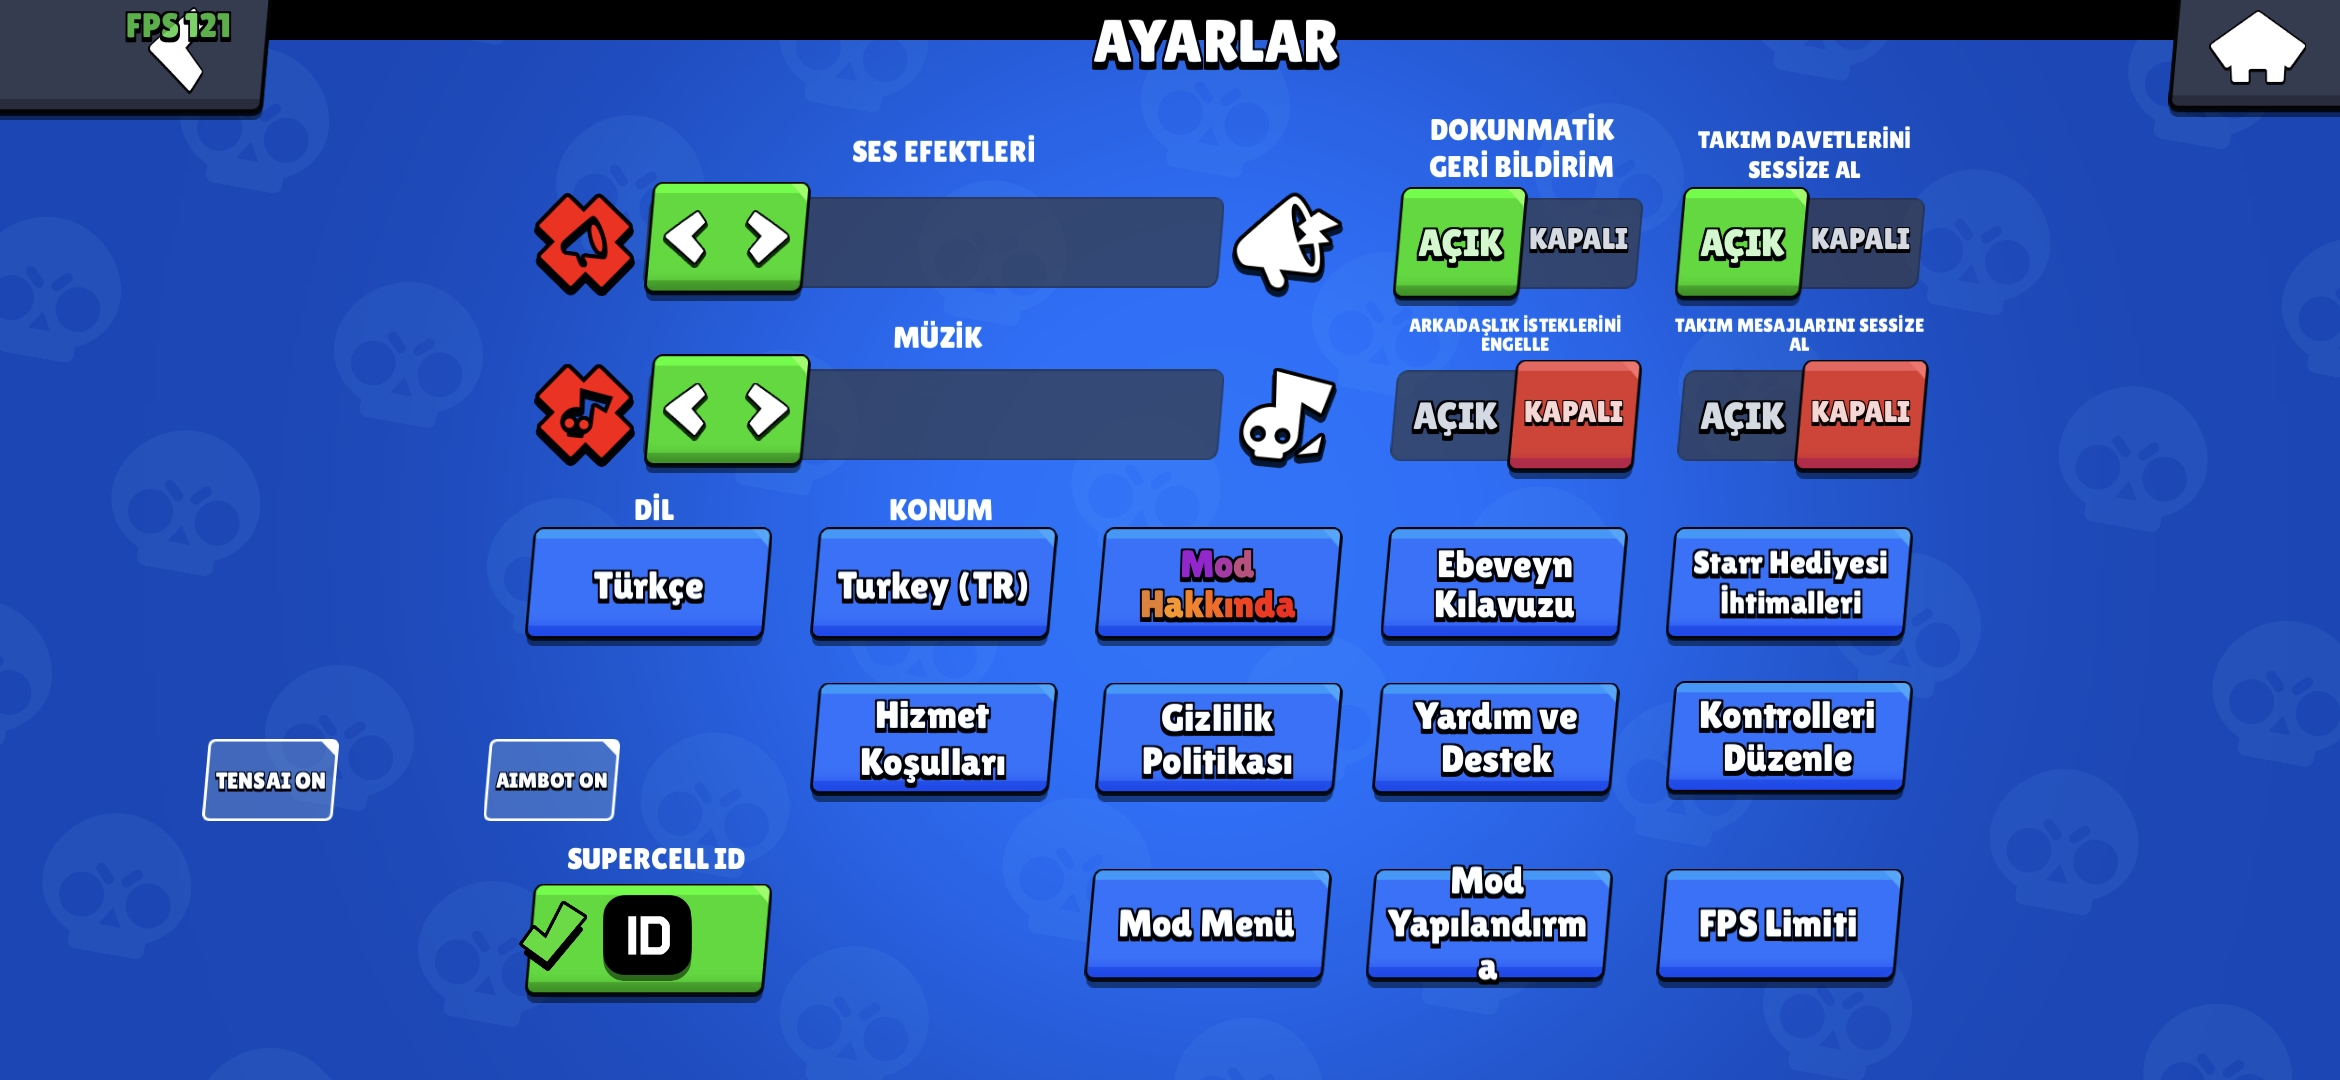 FPS 121
AYARLAR
SES EFEKTLERİ
DOKUNMATİK
GERİ BİLDİRİM
TAKIM DAVETLERİNİ
SESSİZE AL
AÇIK KAPALI
AÇIK KAPALI
MÜZİK
ARKADAŞLIK İSTEKLERİNİ
ENGELLE
TAKIM MESAJLARINI SESSİZE
AL
AÇIK KAPALI
AÇIK KAPALI
DİL
KONUM
Türkçe
Turkey (TR)
Mod
Hakkında
Ebeveyn
Kılavuzu
Starr Hediyesi
İhtimalleri
Hizmet
Koşulları
Gizlilik
Politikası
Yardım ve
Destek
Kontrolleri
Düzenle
TENSAI ON
AIMBOT ON
SUPERCELL ID
ID
Mod Menü
Mod
Yapılandırm
a
FPS Limiti